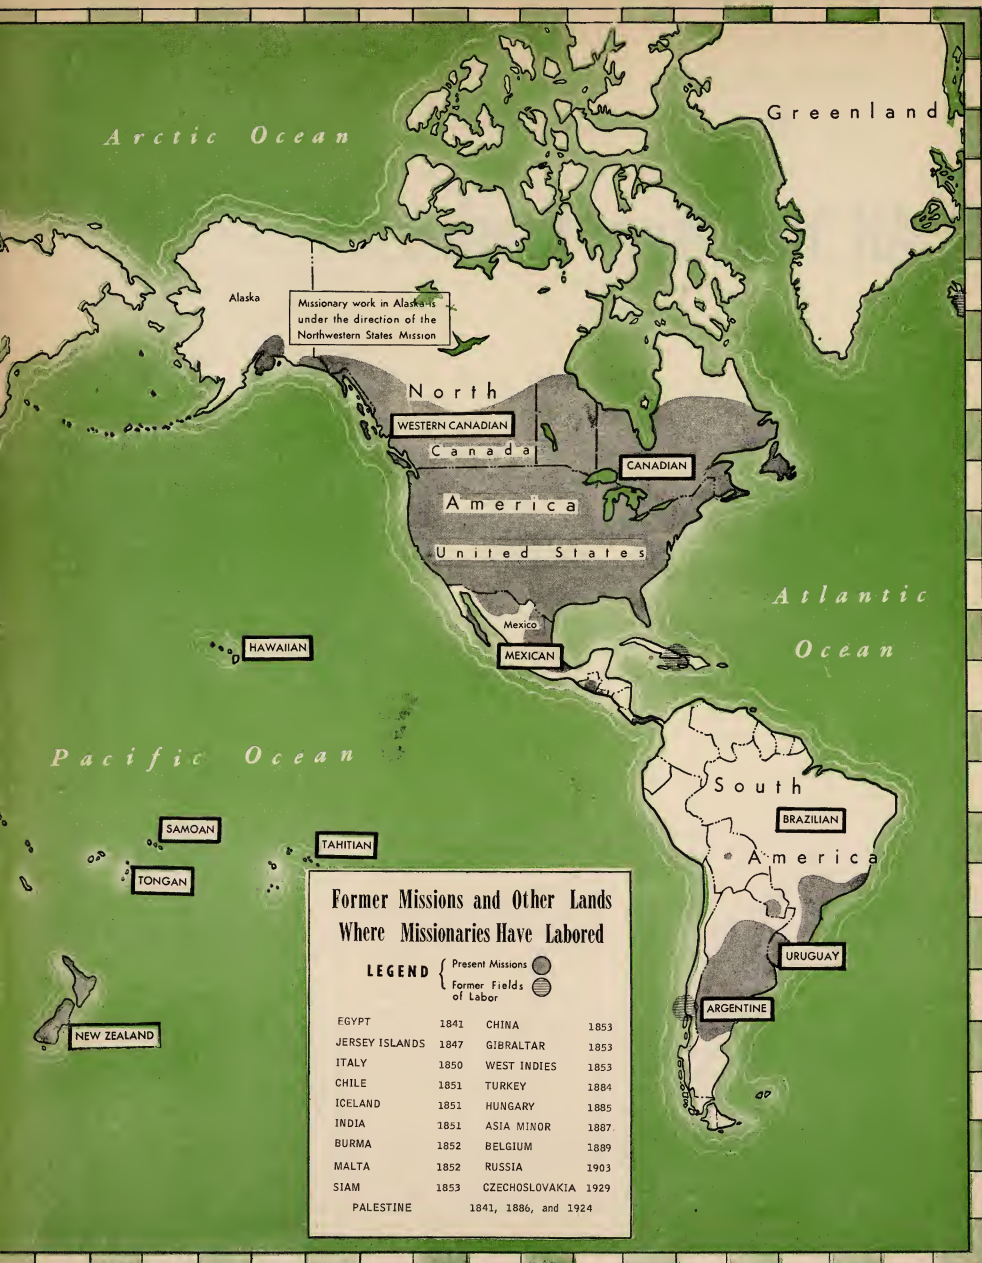 Arctic Ocean
Greenland
Alaska
Missionary work in Alaska is
under the direction of the
Northwestern States Mission
North
WESTERN CANADIAN
Canada
CANADIAN
America
United States
Atlantic
Ocean
Mexico
HAWAIIAN
MEXICAN
Pacific Ocean
South
BRAZILIAN
SAMOAN
TAHITIAN
America
TONGAN
URUGUAY
ARGENTINE
NEW ZEALAND
Former Missions and Other Lands
Where Missionaries Have Labored
LEGEND { Present Missions
Former Fields
of Labor
EGYPT 1841 CHINA 1853
JERSEY ISLANDS 1847 GIBRALTAR 1853
ITALY 1850 WEST INDIES 1853
CHILE 1851 TURKEY 1884
ICELAND 1851 HUNGARY 1885
INDIA 1851 ASIA MINOR 1887
BURMA 1852 BELGIUM 1889
MALTA 1852 RUSSIA 1903
SIAM 1853 CZECHOSLOVAKIA 1929
PALESTINE 1841, 1886, and 1924